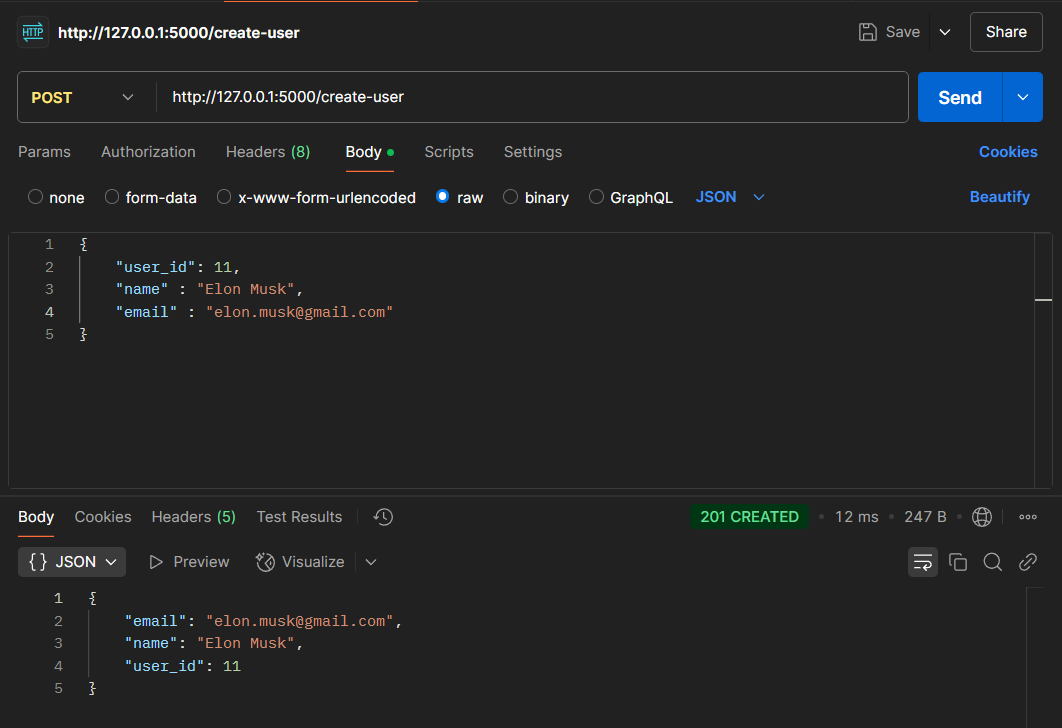 HTTP http://127.0.0.1:5000/create-user Save Share
POST http://127.0.0.1:5000/create-user Send
Params Authorization Headers (8) Body Scripts Settings Cookies
none form-data x-www-form-urlencoded raw binary GraphQL JSON Beautify
1 {
2 "user_id": 11,
3 "name" : "Elon Musk",
4 "email" : "elon.musk@gmail.com"
5 }
Body Cookies Headers (5) Test Results 201 CREATED • 12 ms • 247 B •
{} JSON Preview Visualize
1 {
2 "email": "elon.musk@gmail.com",
3 "name": "Elon Musk",
4 "user_id": 11
5 }